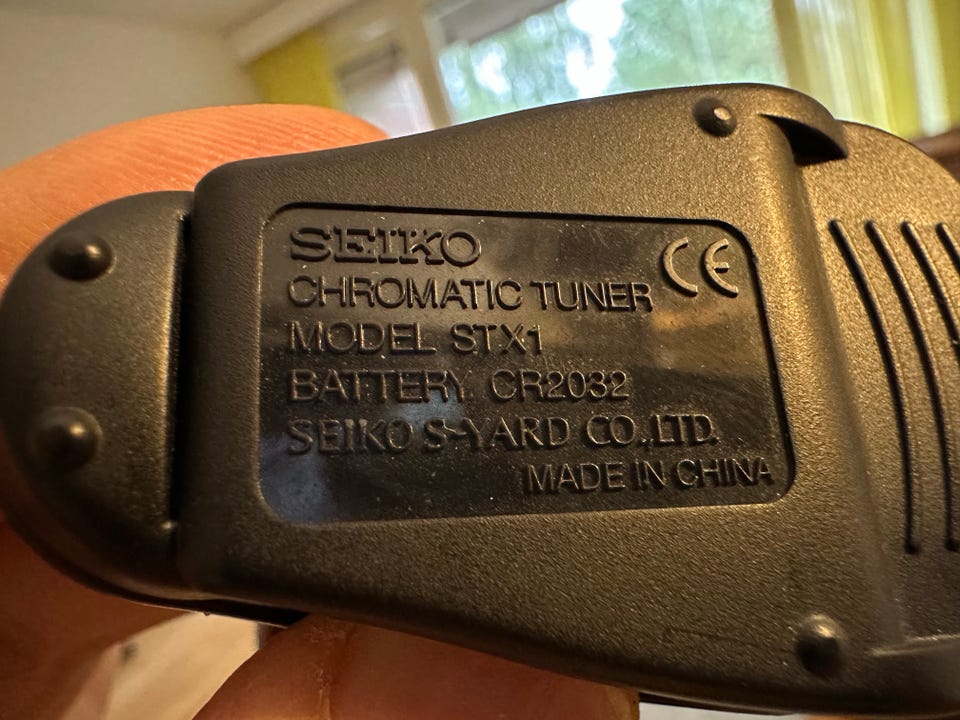 SEIKO
CE
CHROMATIC TUNER
MODEL STX1
BATTERY CR2032
SEIKO S-YARD CO.,LTD.
MADE IN CHINA